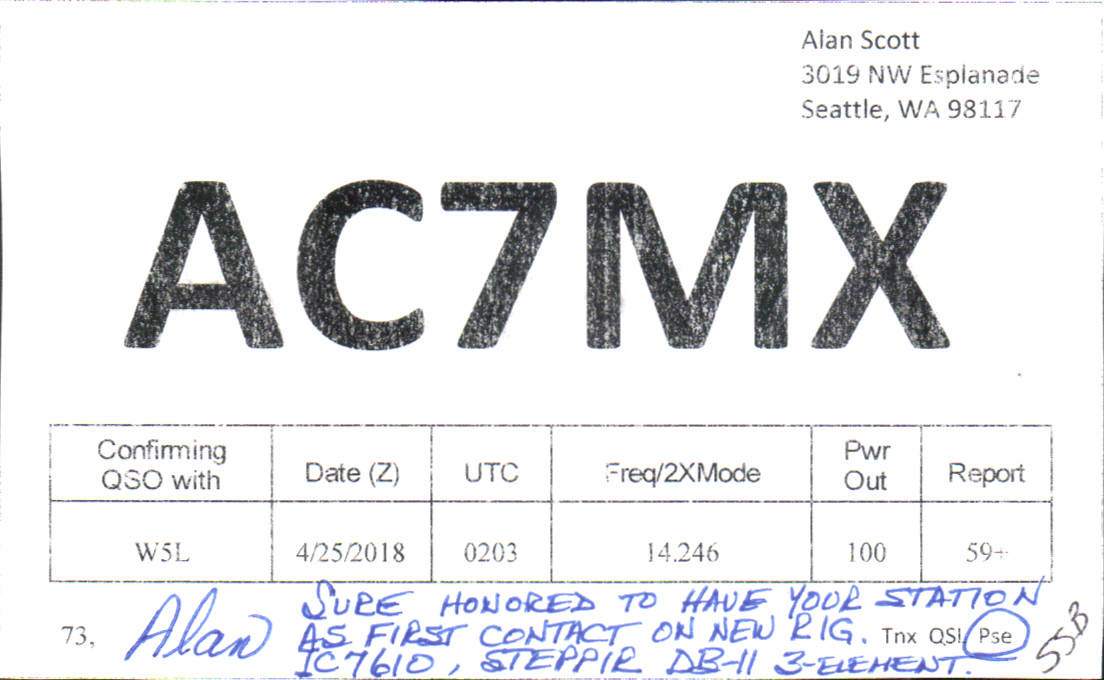 Alan Scott
3019 NW Esplanade
Seattle, WA 98117
AC7MX
Confirming QSO with Date (Z) UTC Freq/2XMode Pwr Out Report
W5L 4/25/2018 0203 14.246 100 59+
73, Alan
SURE HONORED TO HAVE YOUR STATION
AS FIRST CONTACT ON NEW RIG.
IC7610, STEPPIR DB-11 3-ELEMENT.
Tnx QSL Pse
SSB